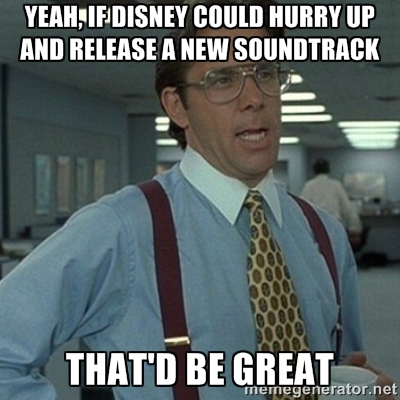 YEAH, IF DISNEY COULD HURRY UP
AND RELEASE A NEW SOUNDTRACK
THAT'D BE GREAT
memegenerator.net